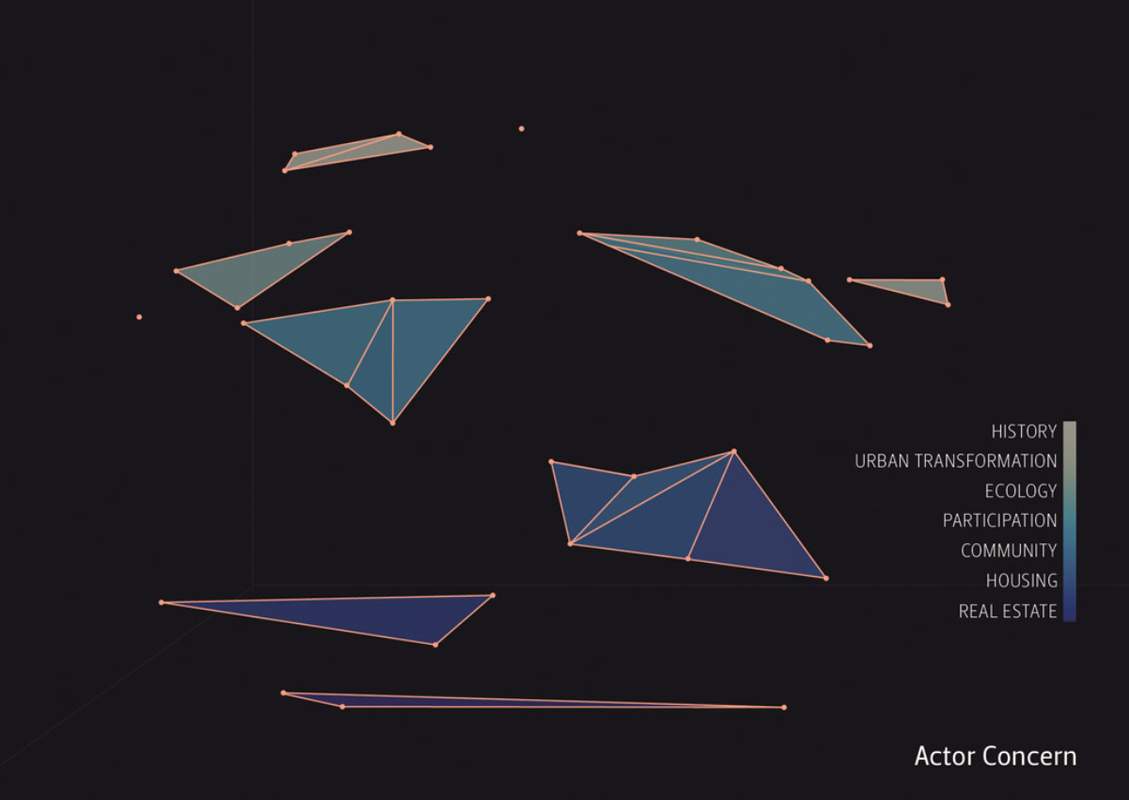 HISTORY
URBAN TRANSFORMATION
ECOLOGY
PARTICIPATION
COMMUNITY
HOUSING
REAL ESTATE
Actor Concern